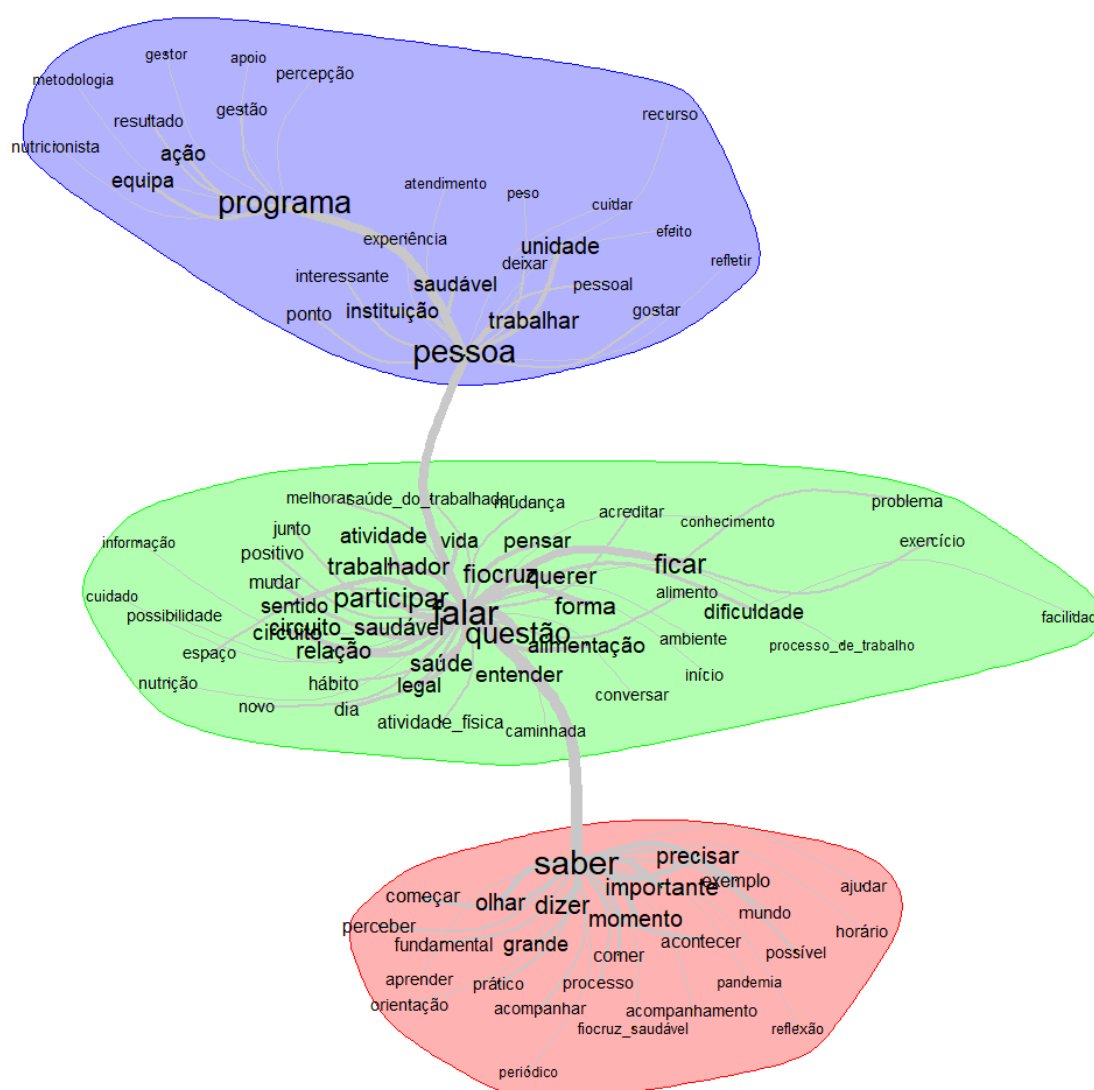 gestor
apoio
percepção
metodologia
gestão
recurso
resultado
nutricionista
ação
equipa
atendimento
peso
programa
cuidar
efeito
experiência
unidade
refletir
deixar
interessante
saudável
pessoal
ponto
instituição
trabalhar
gostar
pessoa
melhorar
saúde_do_trabalhador
mudança
problema
acreditar
conhecimento
junto
atividade
vida
pensar
exercício
informação
positivo
trabalhador
fiocruz
querer
ficar
mudar
alimento
cuidado
participar
sentido
forma
dificuldade
falar
possibilidade
facilidad
circuito
circuito_saudável
questão
ambiente
processo_de_trabalho
espaço
relação
alimentação
saúde
entender
início
nutrição
hábito
legal
conversar
novo
dia
atividade_física
caminhada
saber
precisar
começar
importante
exemplo
ajudar
olhar
dizer
momento
mundo
perceber
horário
fundamental
grande
acontecer
possível
comer
aprender
prático
processo
pandemia
orientação
acompanhar
acompanhamento
fiocruz_saudável
reflexão
periódico